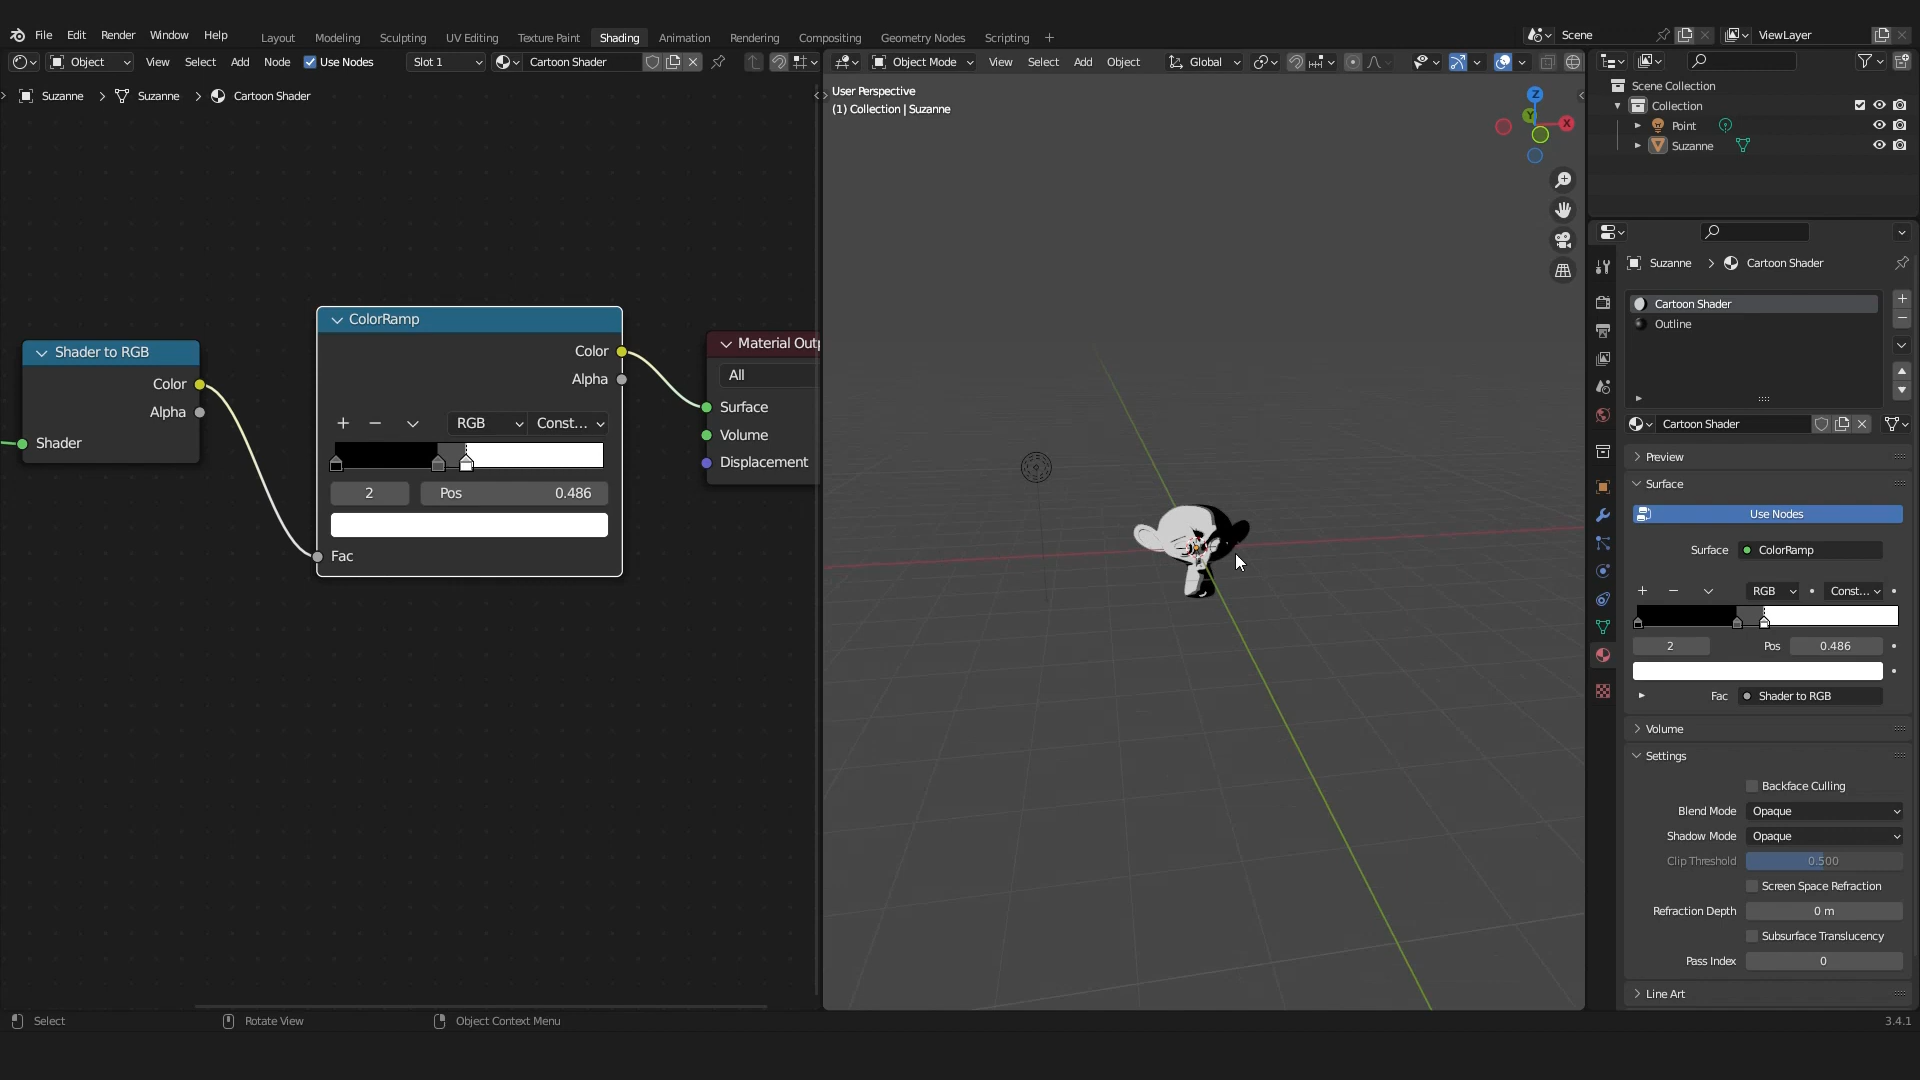 File Edit Render Window Help Layout Modeling Sculpting UV Editing Texture Paint Shading Animation Rendering Compositing Geometry Nodes Scripting + Scene ViewLayer
Object View Select Add Node Use Nodes Slot 1 Cartoon Shader
Object Mode View Select Add Object Global
Suzanne > Suzanne > Cartoon Shader
User Perspective
(1) Collection | Suzanne
Z
Y
X
Shader to RGB
Color
Alpha
Shader
ColorRamp
Color
Alpha
RGB Const...
2 Pos 0.486
Fac
Material Outp
All
Surface
Volume
Displacement
Scene Collection
Collection
Point
Suzanne
Suzanne > Cartoon Shader
Cartoon Shader
Outline
Cartoon Shader
Preview
Surface
Use Nodes
Surface ColorRamp
RGB Const...
2 Pos 0.486
Fac Shader to RGB
Volume
Settings
Backface Culling
Blend Mode Opaque
Shadow Mode Opaque
Clip Threshold 0.500
Screen Space Refraction
Refraction Depth 0 m
Subsurface Translucency
Pass Index 0
Line Art
Select Rotate View Object Context Menu 3.4.1